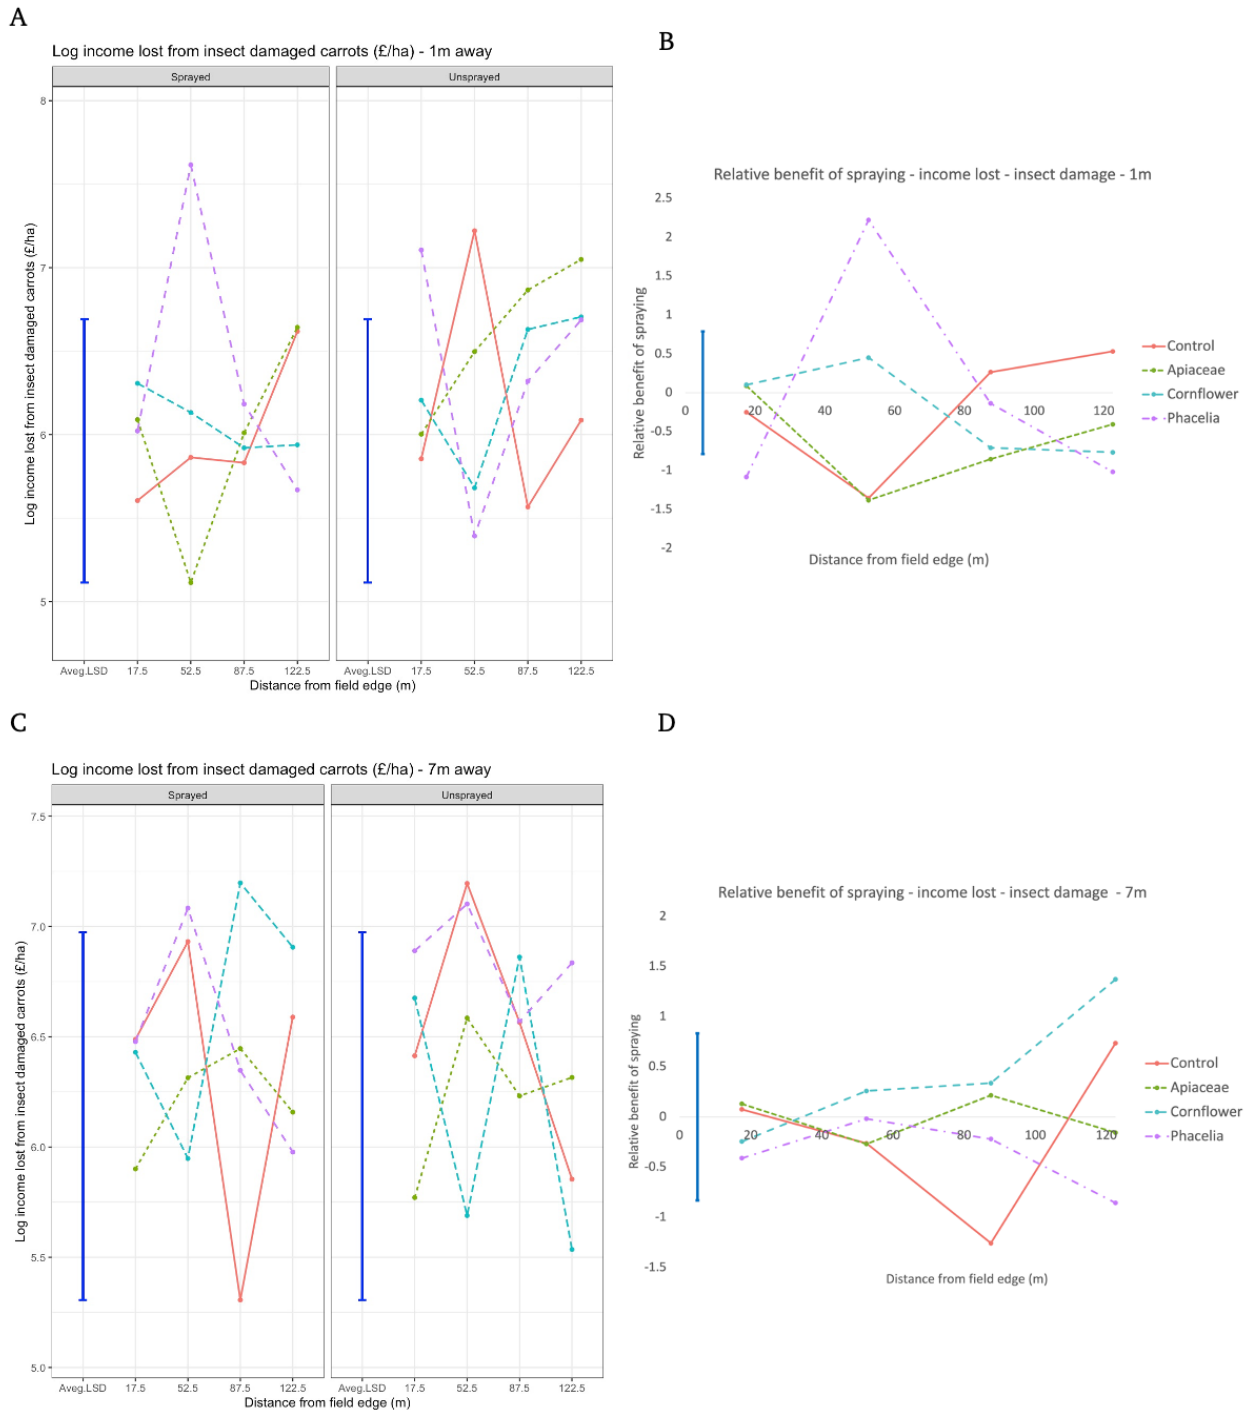 A
Log income lost from insect damaged carrots (£/ha) - 1m away
Sprayed
Unsprayed
Log income lost from insect damaged carrots (£/ha)
8
7
6
5
Aveg.LSD 17.5 52.5 87.5 122.5
Aveg.LSD 17.5 52.5 87.5 122.5
Distance from field edge (m)
B
Relative benefit of spraying - income lost - insect damage - 1m
Relative benefit of spraying
2.5
2
1.5
1
0.5
0
-0.5
-1
-1.5
-2
0 20 40 60 80 100 120
Distance from field edge (m)
Control
Apiaceae
Cornflower
Phacelia
C
Log income lost from insect damaged carrots (£/ha) - 7m away
Sprayed
Unsprayed
Log income lost from insect damaged carrots (£/ha)
7.5
7.0
6.5
6.0
5.5
5.0
Aveg.LSD 17.5 52.5 87.5 122.5
Aveg.LSD 17.5 52.5 87.5 122.5
Distance from field edge (m)
D
Relative benefit of spraying - income lost - insect damage - 7m
Relative benefit of spraying
2
1.5
1
0.5
0
-0.5
-1
-1.5
0 20 40 60 80 100 120
Distance from field edge (m)
Control
Apiaceae
Cornflower
Phacelia